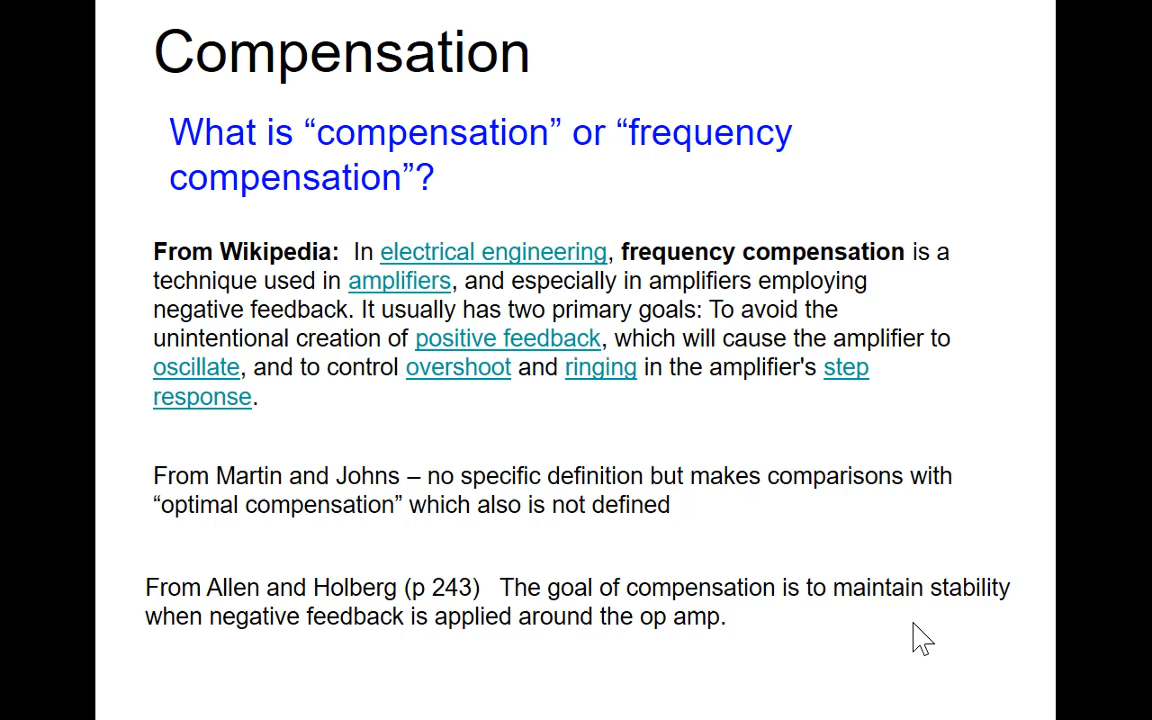 Compensation
What is “compensation” or “frequency
compensation”?
From Wikipedia: In electrical engineering, frequency compensation is a
technique used in amplifiers, and especially in amplifiers employing
negative feedback. It usually has two primary goals: To avoid the
unintentional creation of positive feedback, which will cause the amplifier to
oscillate, and to control overshoot and ringing in the amplifier's step
response.
From Martin and Johns – no specific definition but makes comparisons with
“optimal compensation” which also is not defined
From Allen and Holberg (p 243) The goal of compensation is to maintain stability
when negative feedback is applied around the op amp.